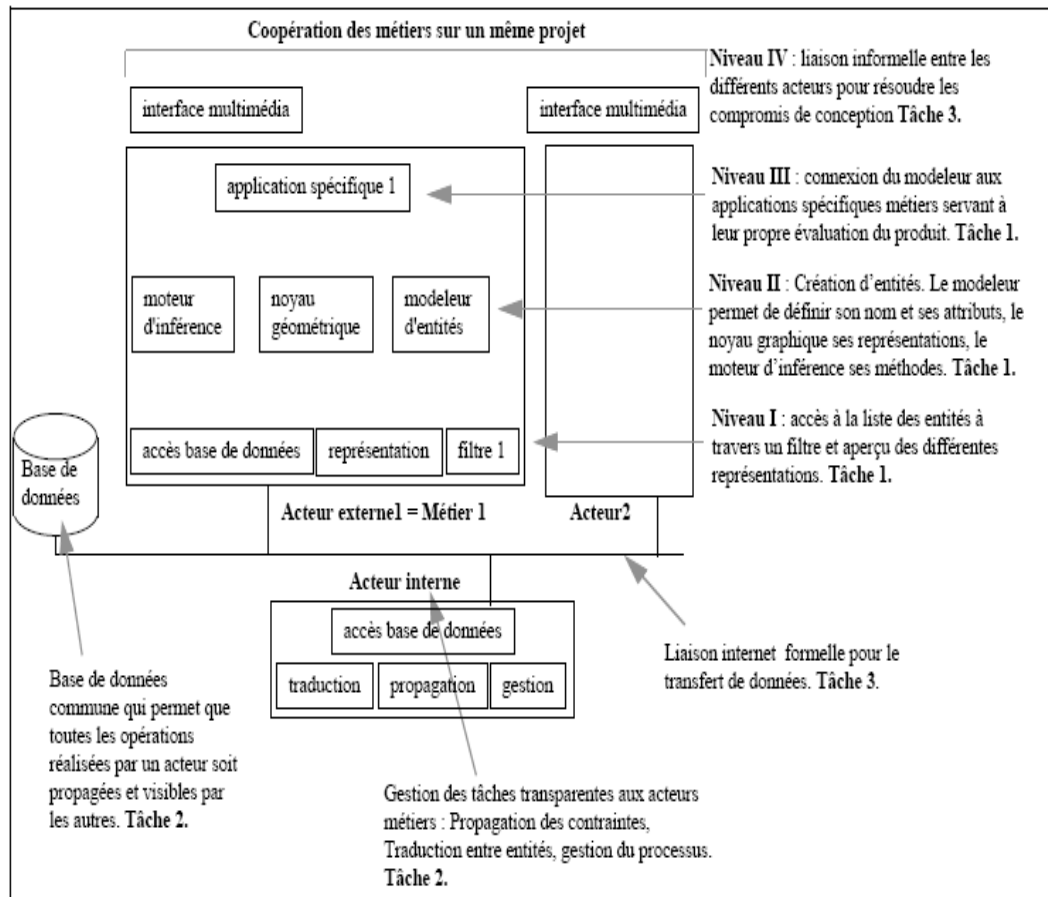 Coopération des métiers sur un même projet
interface multimédia
interface multimédia
Niveau IV : liaison informelle entre les
différents acteurs pour résoudre les
compromis de conception Tâche 3.
application spécifique 1
Niveau III : connexion du modeleur aux
applications spécifiques métiers servant à
leur propre évaluation du produit. Tâche 1.
moteur
d'inférence
noyau
géométrique
modeleur
d'entités
Niveau II : Création d’entités. Le modeleur
permet de définir son nom et ses attributs, le
noyau graphique ses représentations, le
moteur d’inférence ses méthodes. Tâche 1.
accès base de données
représentation
filtre 1
Niveau I : accès à la liste des entités à
travers un filtre et aperçu des différentes
représentations. Tâche 1.
Base de
données
Acteur externe1 = Métier 1
Acteur2
Acteur interne
accès base de données
traduction
propagation
gestion
Liaison internet formelle pour le
transfert de données. Tâche 3.
Base de données
commune qui permet que
toutes les opérations
réalisées par un acteur soit
propagées et visibles par
les autres. Tâche 2.
Gestion des tâches transparentes aux acteurs
métiers : Propagation des contraintes,
Traduction entre entités, gestion du processus.
Tâche 2.